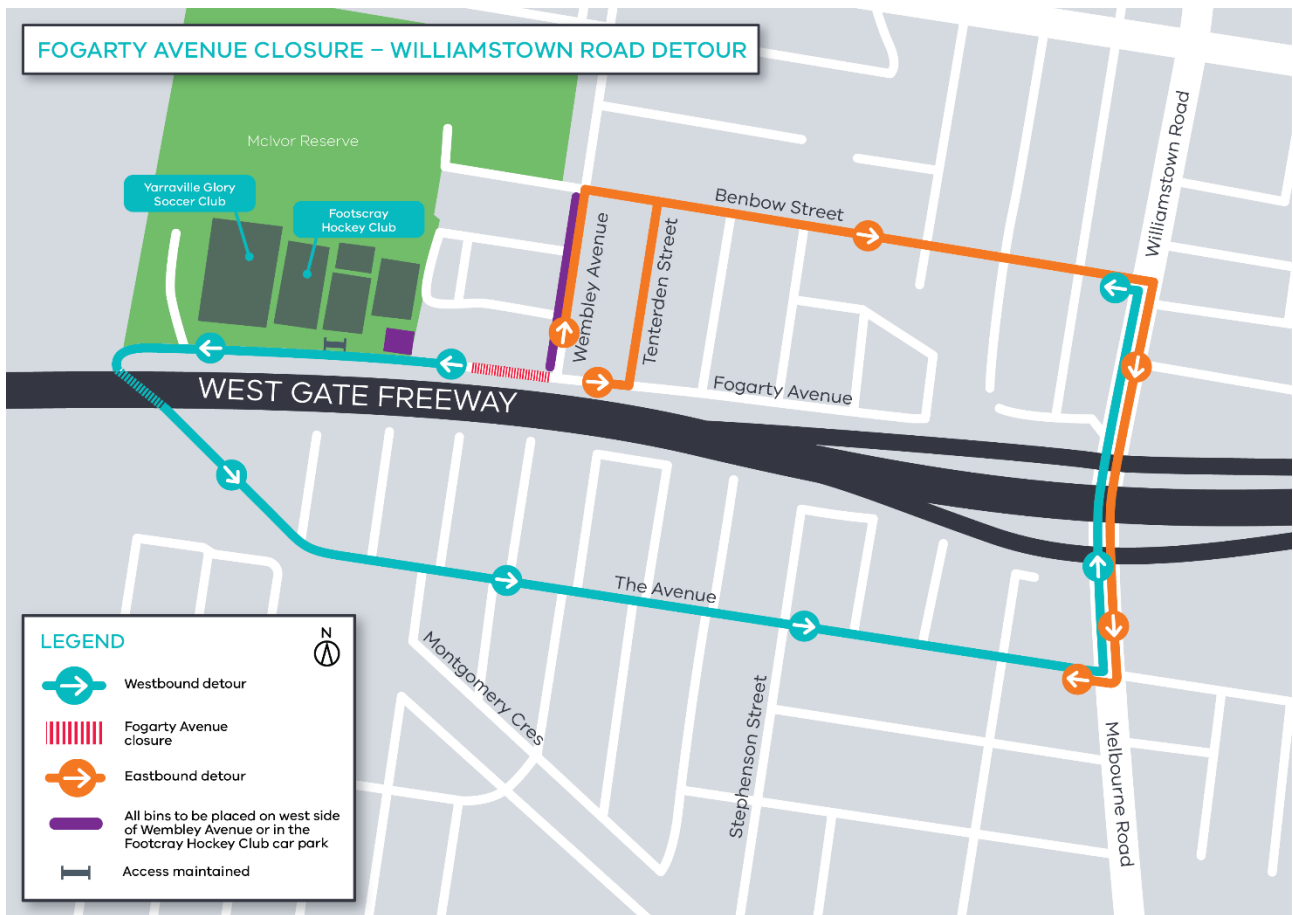 FOGARTY AVENUE CLOSURE – WILLIAMSTOWN ROAD DETOUR
McIvor Reserve
Yarraville Glory
Soccer Club
Footscray
Hockey Club
Benbow Street
Williamstown Road
Wembley Avenue
Tenterden Street
Fogarty Avenue
WEST GATE FREEWAY
The Avenue
Montgomery Cres
Stephenson Street
Melbourne Road
LEGEND
N
Westbound detour
Fogarty Avenue
closure
Eastbound detour
All bins to be placed on west side
of Wembley Avenue or in the
Footcray Hockey Club car park
Access maintained